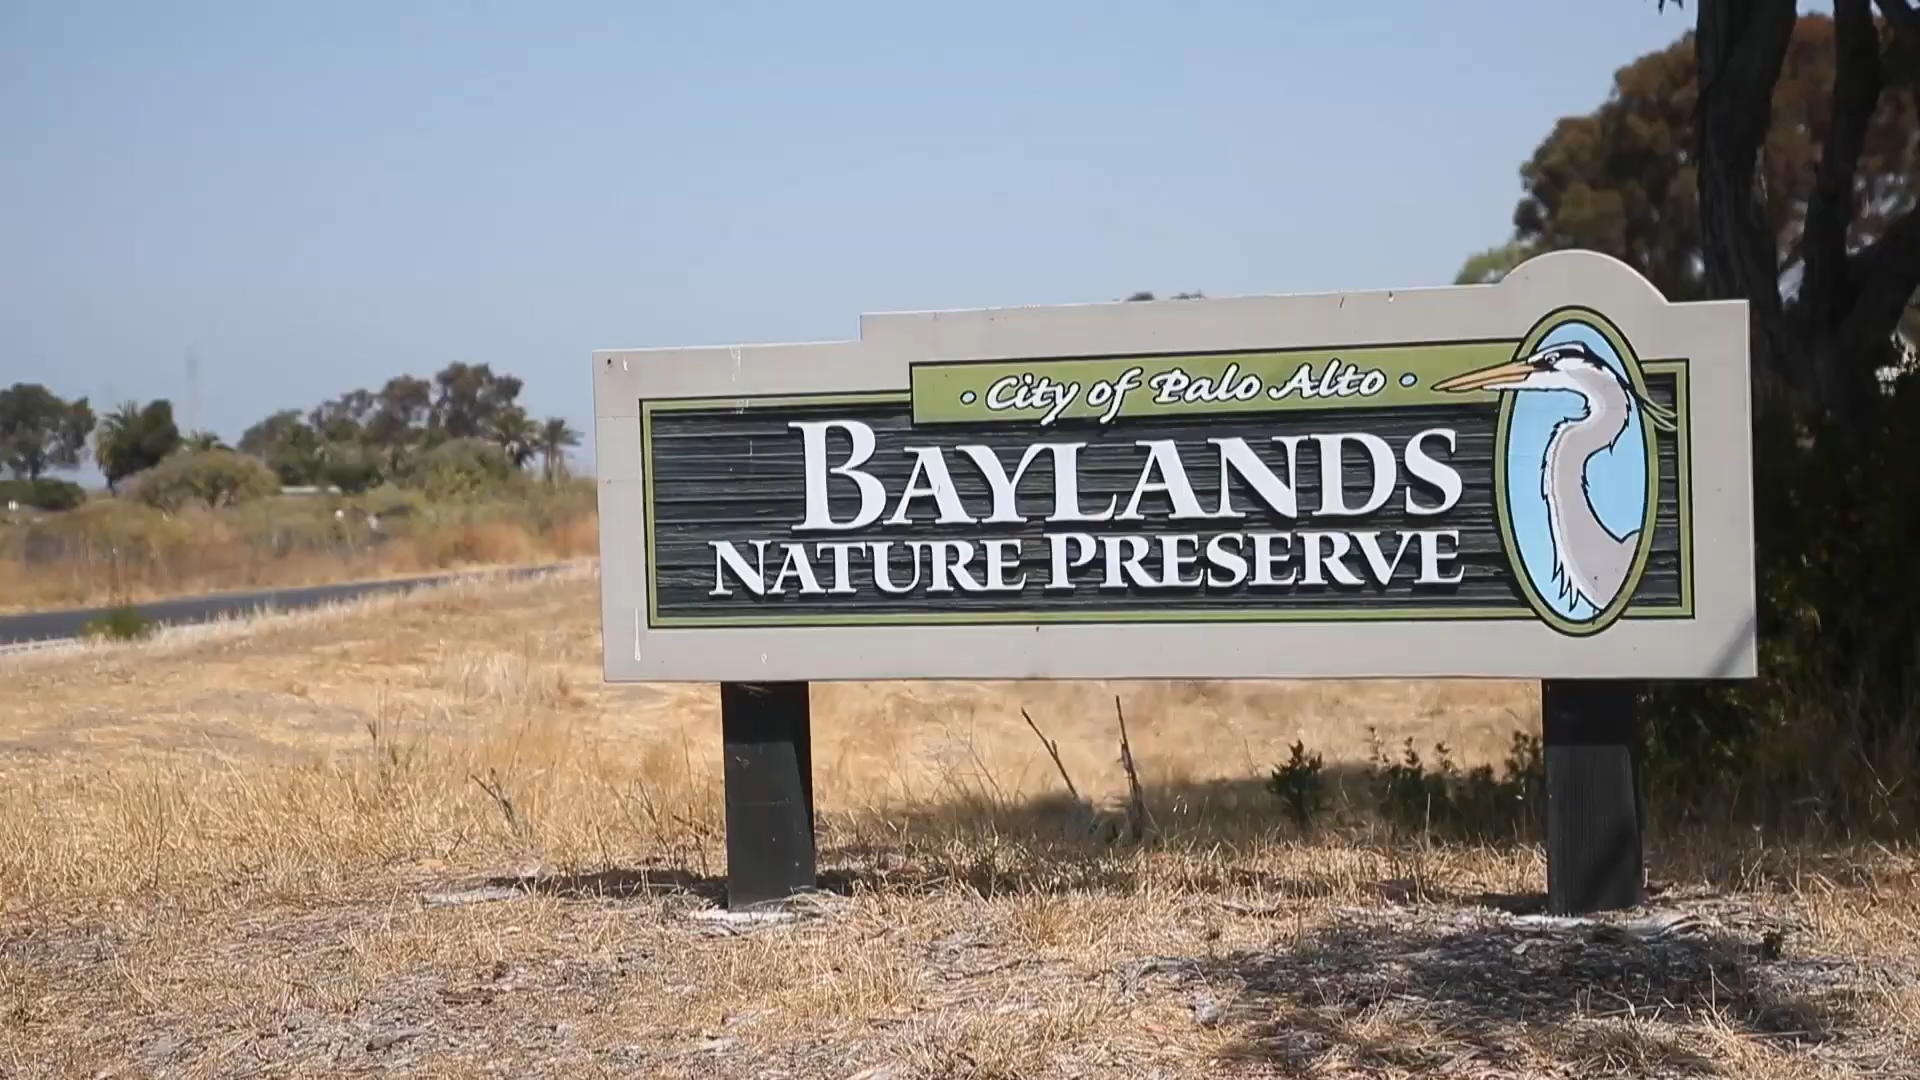 • City of Palo Alto •
BAYLANDS
NATURE PRESERVE